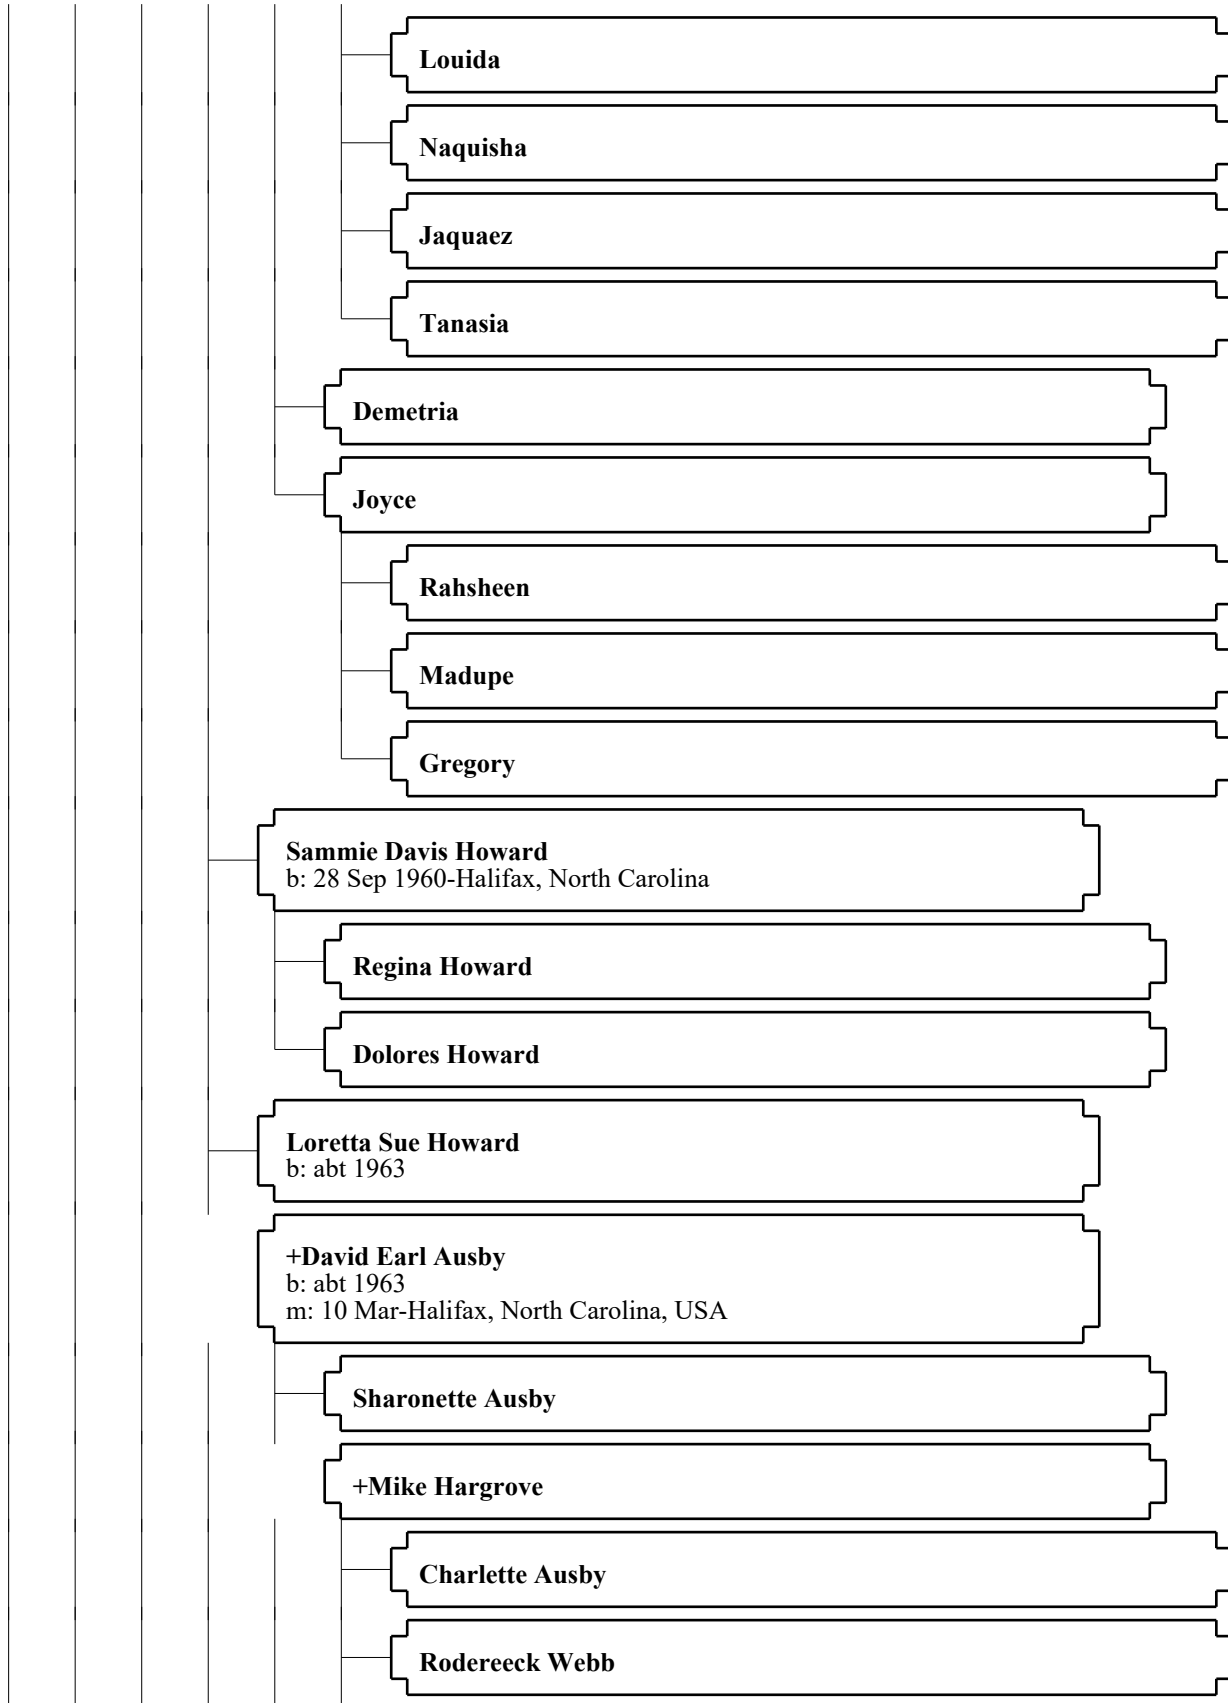 Louida
Naquisha
Jaquaez
Tanasia
Demetria
Joyce
Rahsheen
Madupe
Gregory
Sammie Davis Howard
b: 28 Sep 1960-Halifax, North Carolina
Regina Howard
Dolores Howard
Loretta Sue Howard
b: abt 1963
+David Earl Ausby
b: abt 1963
m: 10 Mar-Halifax, North Carolina, USA
Sharonette Ausby
+Mike Hargrove
Charlette Ausby
Rodereeck Webb